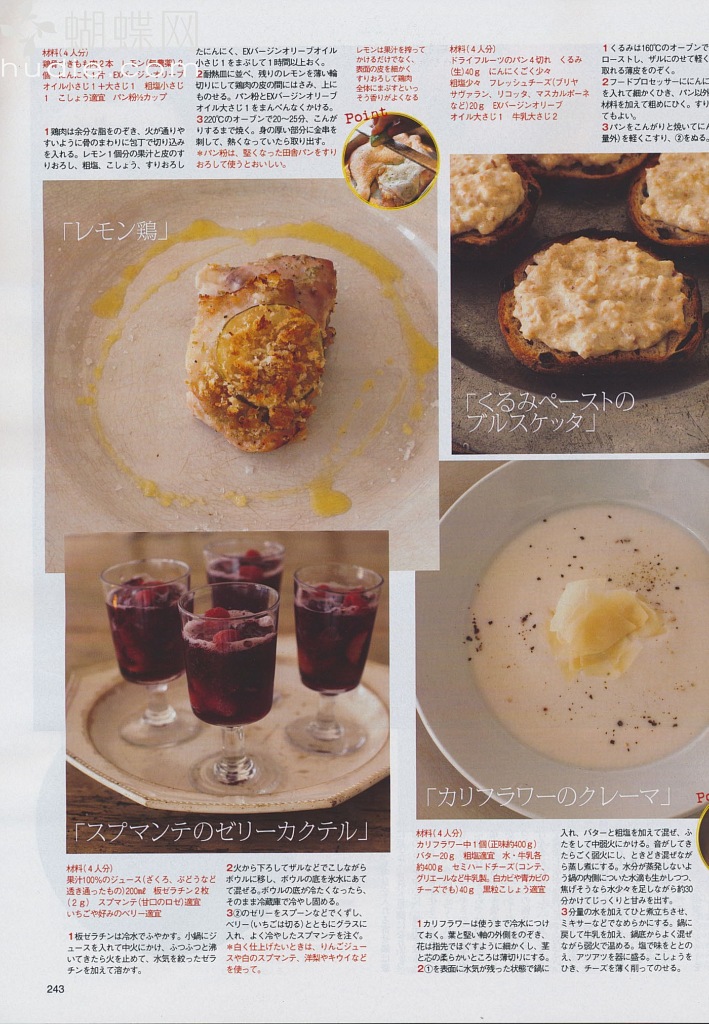 蝴蝶网
材料(4人分)
オイル小さじ1+大さじ1 粗塩小さじ
1 こしょう適宜 パン粉½カップ
1鶏肉は余分な脂をのぞき、火が通りや
すいように骨のまわりに包丁で切り込み
を入れる。レモン1個分の果汁と皮のす
りおろし、粗塩、こしょう、すりおろし
たにんにく、EXバージンオリーブオイル
小さじ1をまぶして1時間以上おく。
2耐熱皿に並べ、残りのレモンを薄い輪
切りにして鶏肉の皮の間にはさみ、上に
ものせる。パン粉とEXバージンオリーブ
オイル大さじ1をまんべんなくかける。
3220℃のオーブンで20〜25分、こんが
りするまで焼く。身の厚い部分に金串を
刺して、熱くなっていたら取り出す。
*パン粉は、堅くなった田舎パンをすり
おろして使うとおいしい。
レモンは果汁を搾って
かけるだけでなく、
表面の皮を細かく
すりおろして鶏肉
全体にまぶすといっ
そう香りがよくなる
Point
「レモン鶏」
材料(4人分)
ドライフルーツのパン4切れ くるみ
(生)40g にんにくごく少々
粗塩少々 フレッシュチーズ(ブリヤ
サヴァラン、リコッタ、マスカルポーネ
など)20g EXバージンオリーブ
オイル大さじ1 牛乳大さじ2
1くるみは160℃のオーブンで
ローストし、ザルにのせて軽く
取れる薄皮をのぞく。
2フードプロセッサーににんに
くを入れて細かくひき、パン以外
材料を加えて粗めにひく。すり
てもよい。
3パンをこんがりと焼いてにん
量外)を軽くこすり、②をぬる。
「くるみペーストの
ブルスケッタ」
「スプマンテのゼリーカクテル」
材料(4人分)
果汁100%のジュース(ざくろ、ぶどうなど
透き通ったもの)200㎖ 板ゼラチン2枚
(2g) スプマンテ(甘口のロゼ)適宜
いちごや好みのベリー適宜
1板ゼラチンは冷水でふやかす。小鍋にジ
ュースを入れて中火にかけ、ふつふつと沸
いてきたら火を止めて、水気を絞ったゼラ
チンを加えて溶かす。
2火から下ろしてザルなどでこしながら
ボウルに移し、ボウルの底を氷水にあて
て混ぜる。ボウルの底が冷たくなったら、
そのまま冷蔵庫で冷やし固める。
3②のゼリーをスプーンなどでくずし、
ベリー(いちごは切る)とともにグラスに
入れ、よく冷やしたスプマンテを注ぐ。
*白く仕上げたいときは、りんごジュー
スや白のスプマンテ、洋梨やキウイなど
を使って。
「カリフラワーのクレーマ」
材料(4人分)
カリフラワー中1個(正味約400g)
バター20g 粗塩適宜 水・牛乳各
約400g セミハードチーズ(コンテ、
グリエールなど牛乳製。白カビや青カビの
チーズでも)40g 黒粒こしょう適宜
1カリフラワーは使うまで冷水につけ
ておく。葉と堅い軸の外側をのぞき、
花は指先でほぐすように細かくし、茎
と芯の柔らかいところは薄切りにする。
2①を表面に水気が残った状態で鍋に
入れ、バターと粗塩を加えて混ぜ、ふ
たをして中弱火にかける。音がしてき
たらごく弱火にし、ときどき混ぜなが
ら蒸し煮にする。水分が蒸発しないよ
う鍋の内側についた水滴も生かしつつ、
焦げそうなら水少々を足しながら約30
分かけてじっくりと甘みを出す。
3分量の水を加えてひと煮立ちさせ、
ミキサーなどでなめらかにする。鍋に
戻して牛乳を加え、鍋底からよく混ぜ
ながら弱火で温める。塩で味をととの
え、アツアツを器に盛る。こしょうを
ひき、チーズを薄く削ってのせる。
243